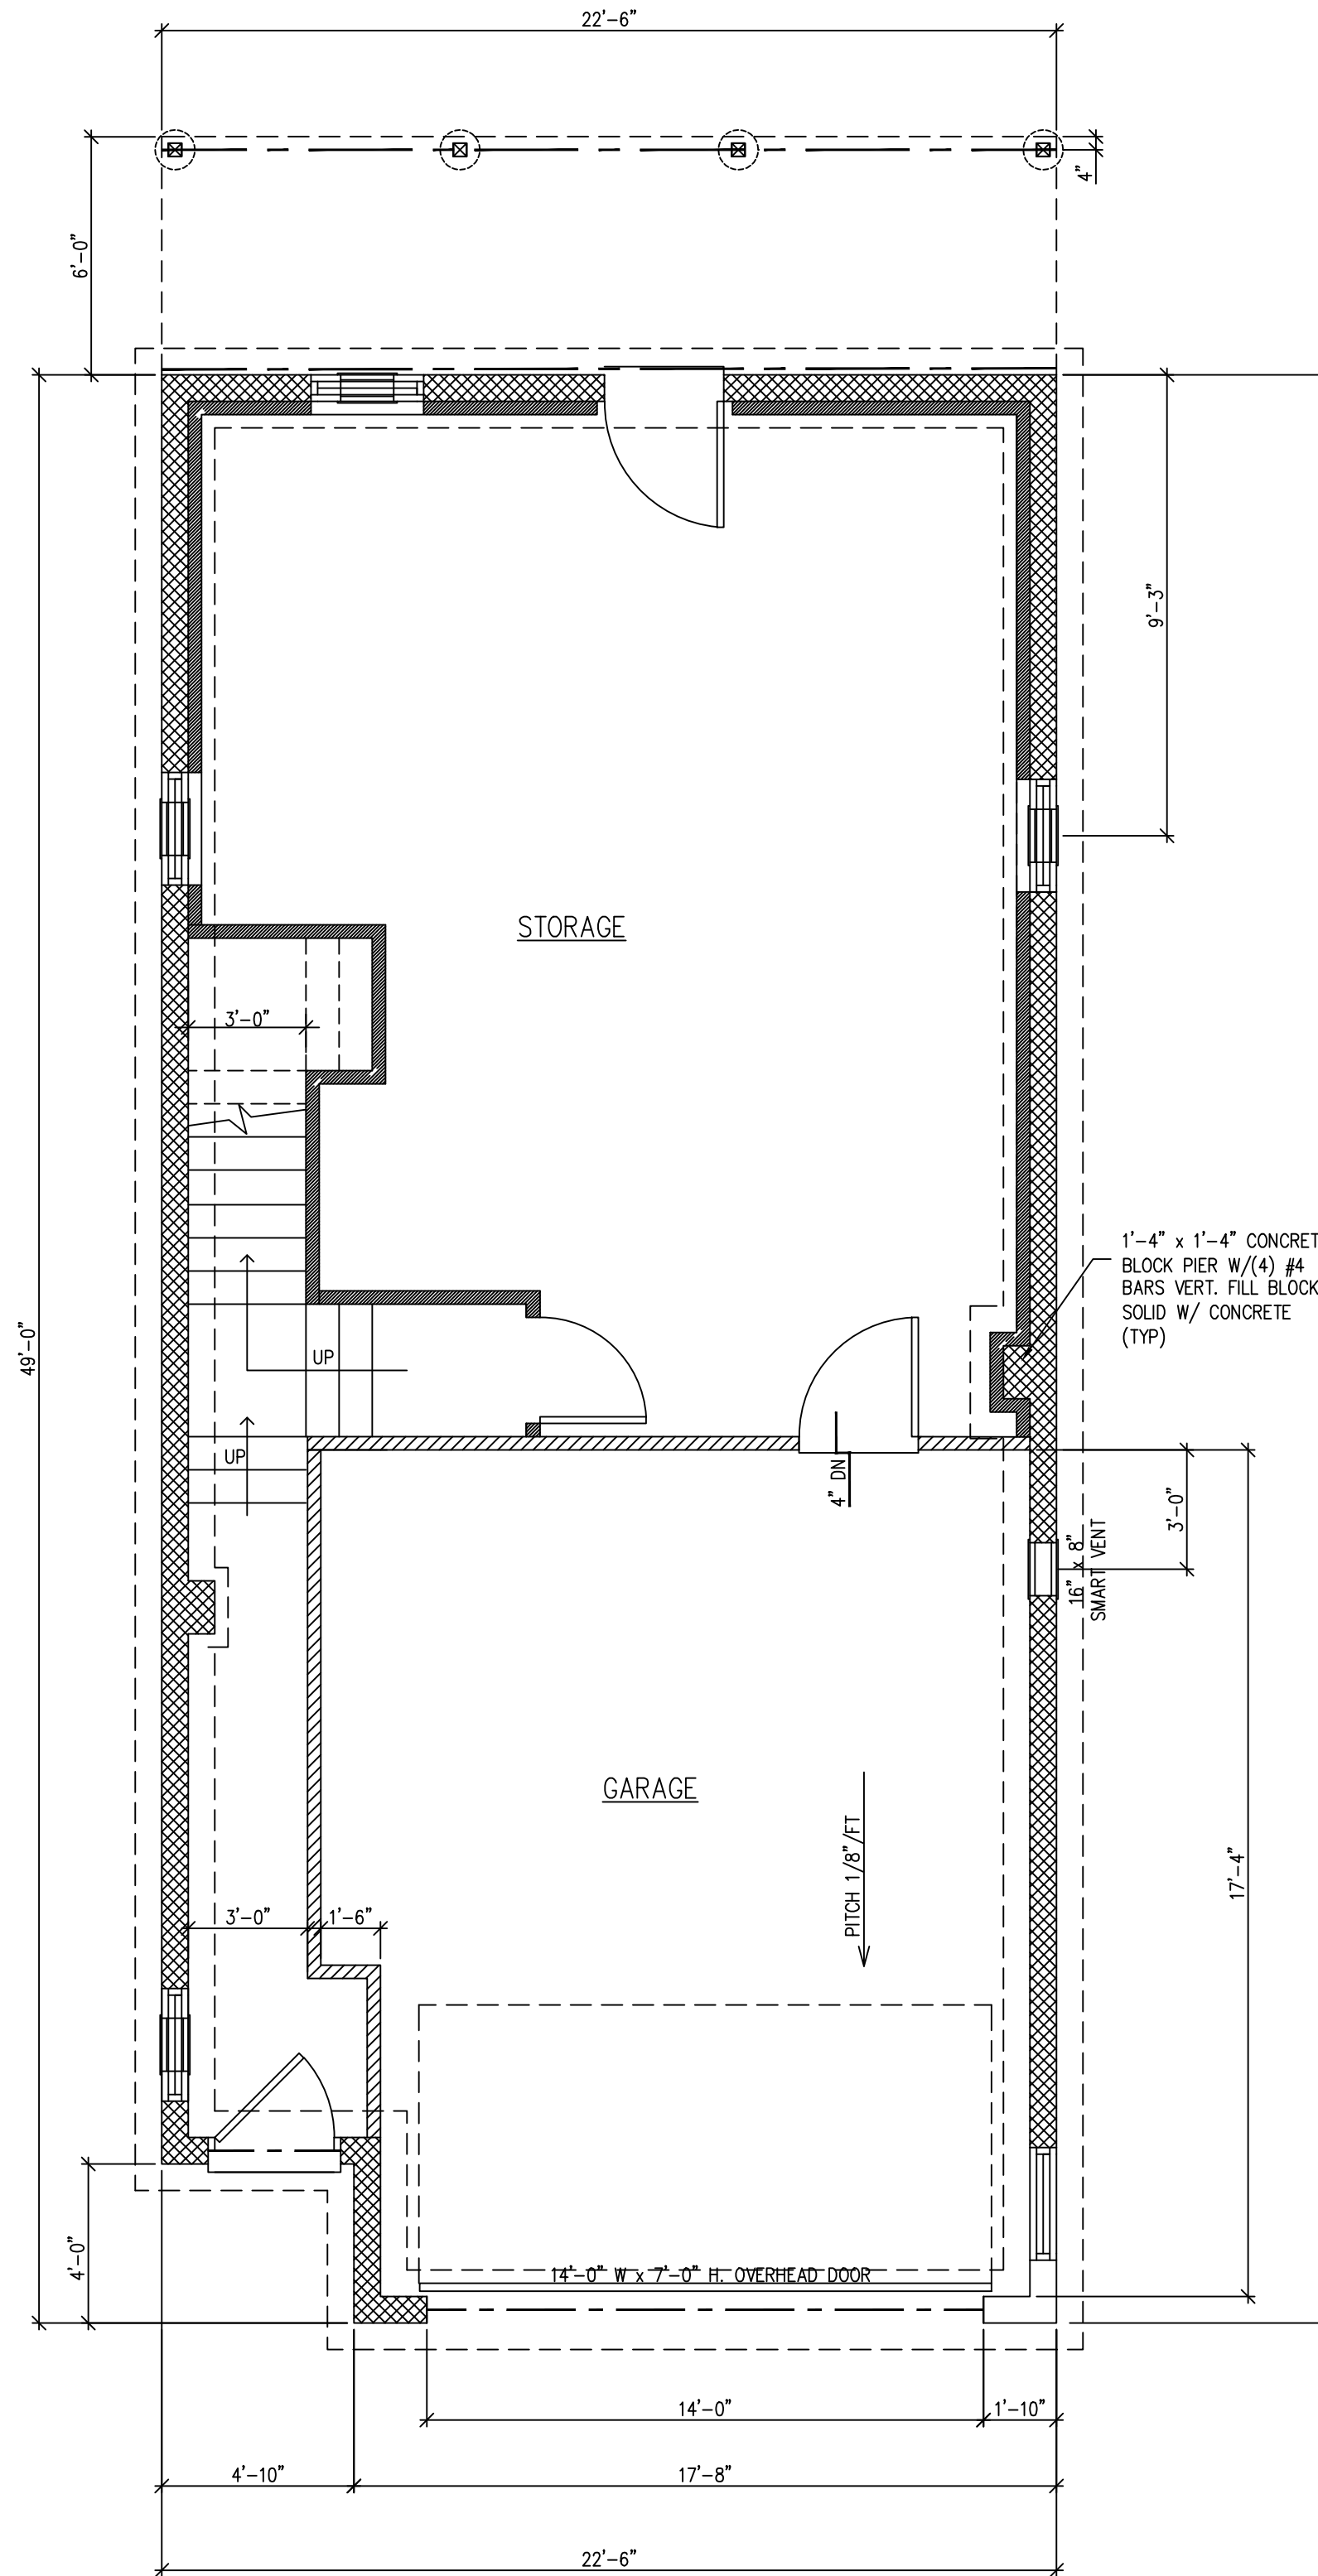 22'-6"
4"
6'-0"
9'-3"
STORAGE
3'-0"
1'-4" x 1'-4" CONCRET
BLOCK PIER W/(4) #4
BARS VERT. FILL BLOCK
SOLID W/ CONCRETE
(TYP)
49'-0"
UP
UP
4" DN
3'-0"
16" x 8"
SMART VENT
GARAGE
PITCH 1/8"/FT
17'-4"
3'-0"
1'-6"
4'-0"
14'-0" W x 7'-0" H. OVERHEAD DOOR
14'-0"
1'-10"
4'-10"
17'-8"
22'-6"